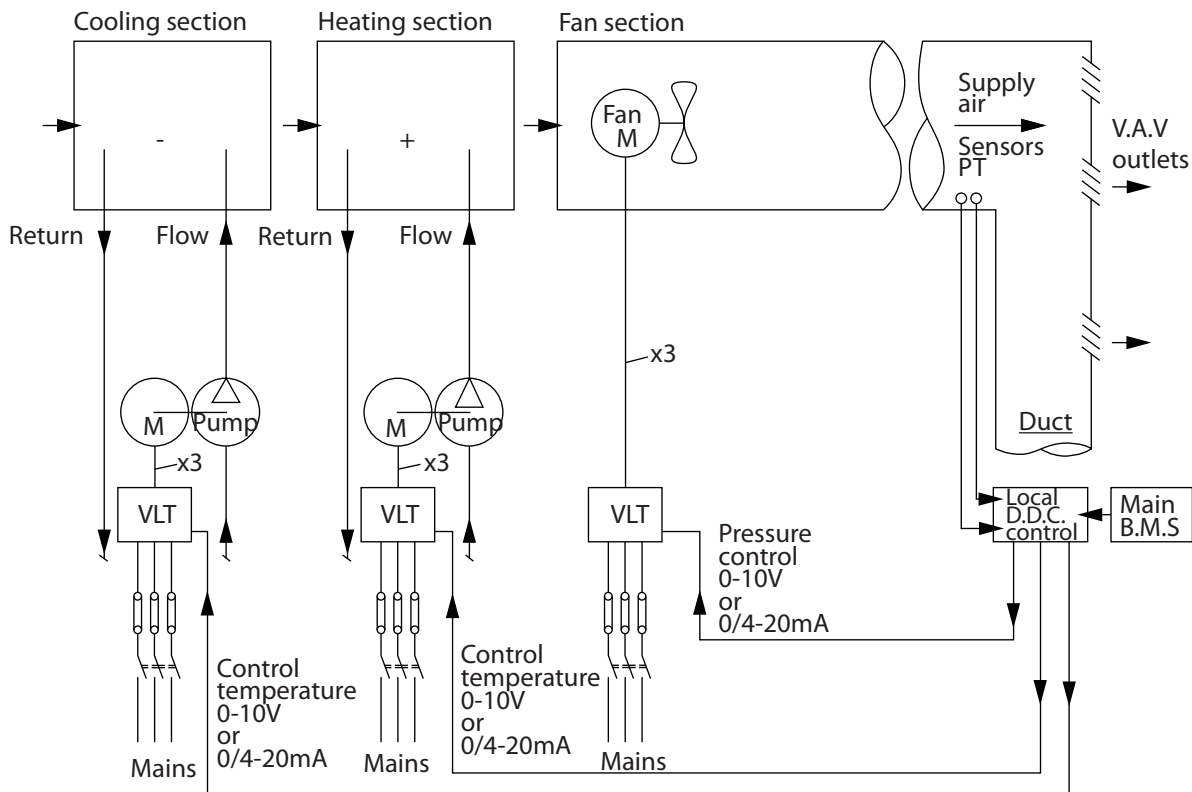 Cooling section
Heating section
Fan section
-
+
Fan
M
Supply
air
Sensors
PT
V.A.V
outlets
Return
Flow
Return
Flow
x3
M
Pump
M
Pump
Duct
x3
x3
VLT
VLT
VLT
Local
D.D.C.
control
Main
B.M.S
Pressure
control
0-10V
or
0/4-20mA
Control
temperature
0-10V
or
0/4-20mA
Control
temperature
0-10V
or
0/4-20mA
Mains
Mains
Mains